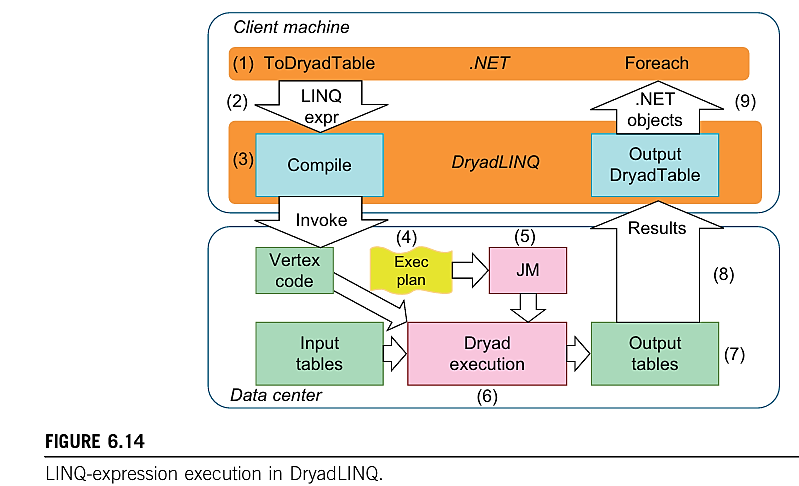 Client machine
(1) ToDryadTable .NET Foreach
(2) LINQ expr .NET objects (9)
(3) Compile DryadLINQ Output DryadTable
Invoke Results
(4) (5)
Vertex code Exec plan JM (8)
Input tables Dryad execution Output tables (7)
Data center (6)
FIGURE 6.14
LINQ-expression execution in DryadLINQ.